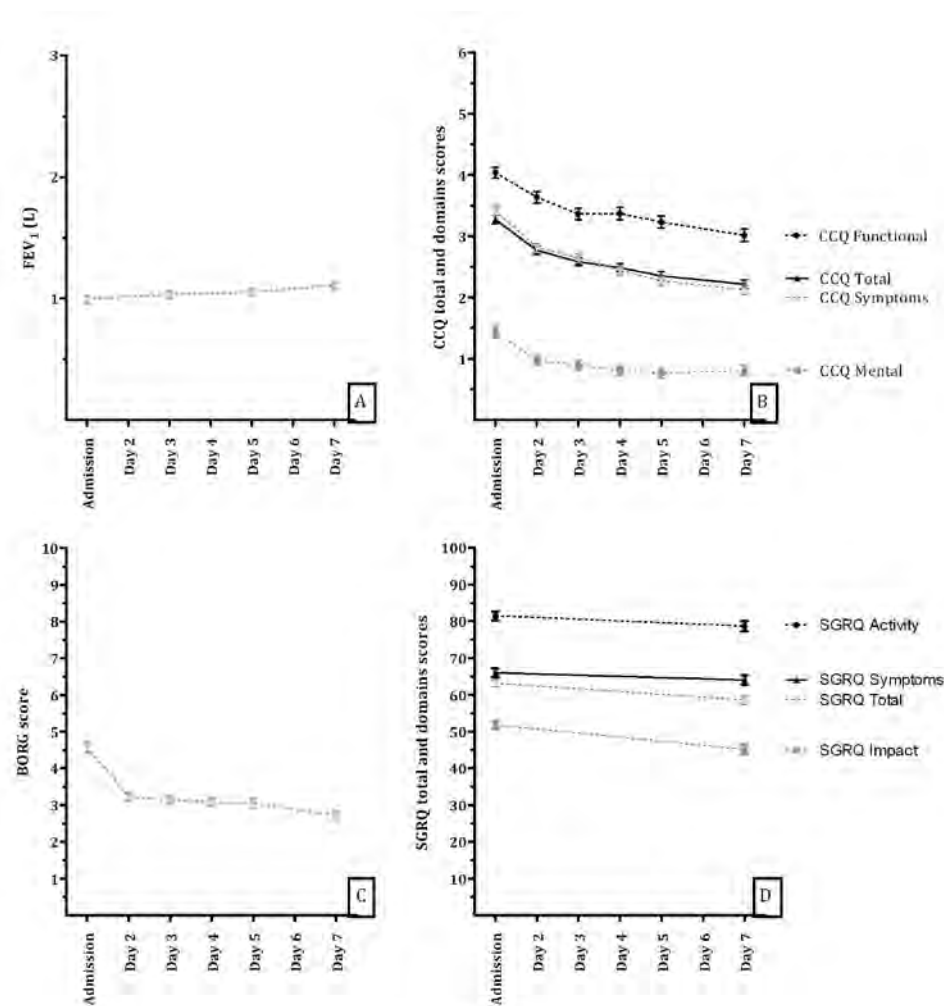 FEV₁ (L)
3
2
1
A
Admission
Day 2
Day 3
Day 4
Day 5
Day 6
Day 7
CCQ total and domains scores
6
5
4
3
2
1
CCQ Functional
CCQ Total
CCQ Symptoms
CCQ Mental
B
Admission
Day 2
Day 3
Day 4
Day 5
Day 6
Day 7
BORG score
10
9
8
7
6
5
4
3
2
1
C
Admission
Day 2
Day 3
Day 4
Day 5
Day 6
Day 7
SGRQ total and domains scores
100
90
80
70
60
50
40
30
20
10
SGRQ Activity
SGRQ Symptoms
SGRQ Total
SGRQ Impact
D
Admission
Day 2
Day 3
Day 4
Day 5
Day 6
Day 7